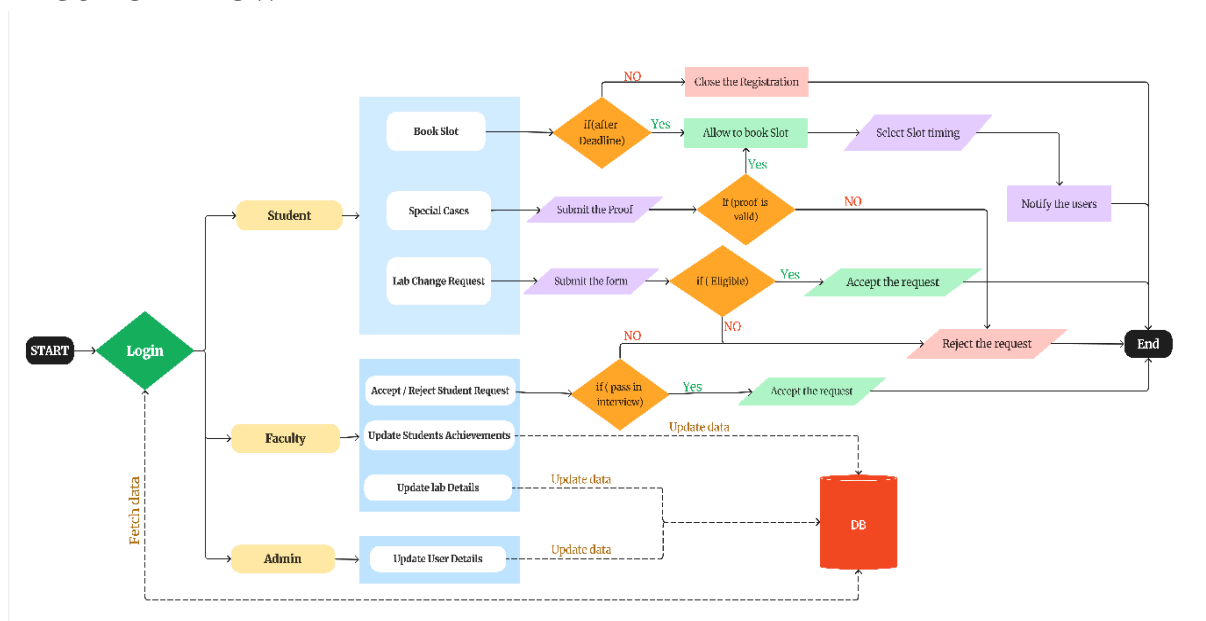 NO
Close the Registration
Book Slot
if(after
Deadline)
Yes
Allow to book Slot
Select Slot timing
Yes
Student
Special Cases
Submit the Proof
If (proof is
valid)
NO
Notify the users
Lab Change Request
Submit the form
if ( Eligible)
Yes
Accept the request
NO
NO
START
Login
Reject the request
End
Accept / Reject Student Request
if ( pass in
interview)
Yes
Accept the request
Faculty
Update Students Achievements
Update data
Update lab Details
Update data
Fetch data
DB
Admin
Update User Details
Update data